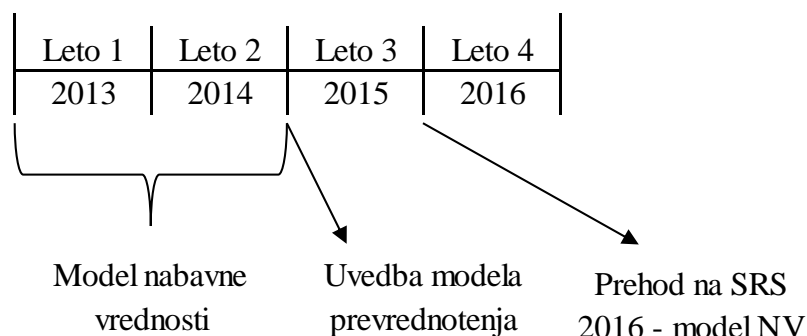 Leto 1 Leto 2 Leto 3 Leto 4
2013 2014 2015 2016
Model nabavne
vrednosti
Uvedba modela
prevrednotenja
Prehod na SRS
2016 - model NV